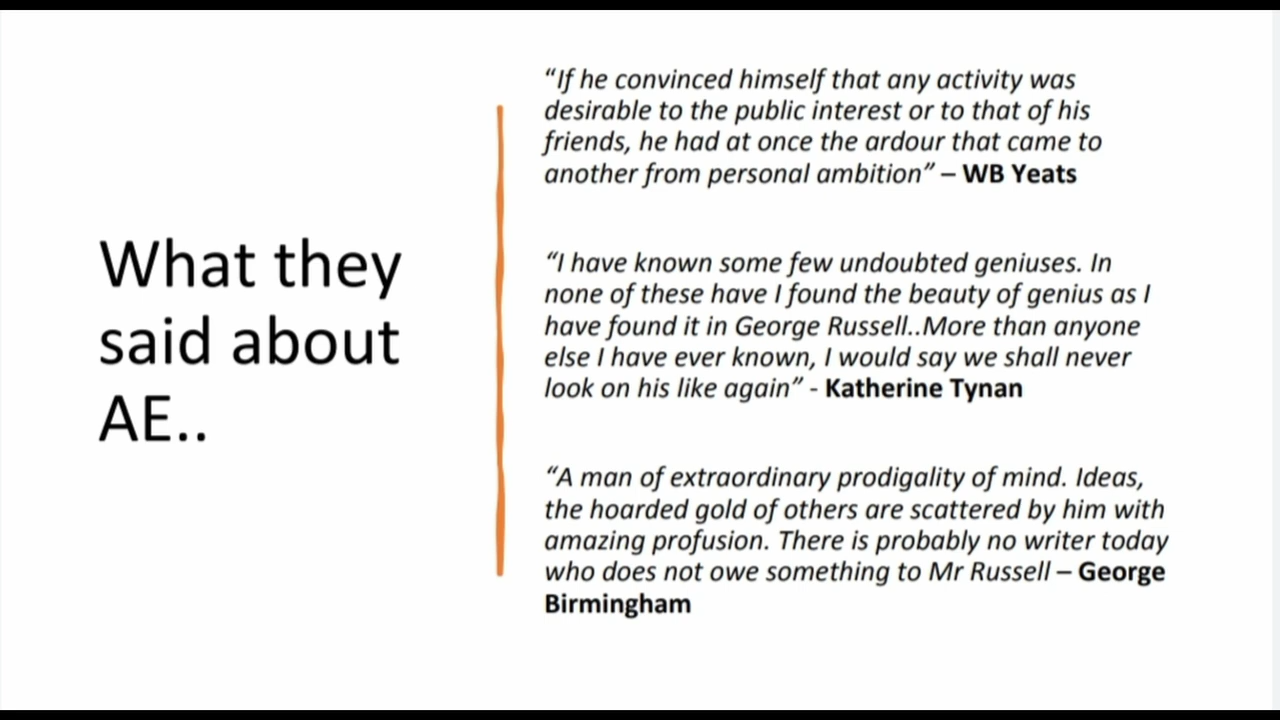 What they
said about
AE..
“If he convinced himself that any activity was
desirable to the public interest or to that of his
friends, he had at once the ardour that came to
another from personal ambition” – WB Yeats
“I have known some few undoubted geniuses. In
none of these have I found the beauty of genius as I
have found it in George Russell..More than anyone
else I have ever known, I would say we shall never
look on his like again” - Katherine Tynan
“A man of extraordinary prodigality of mind. Ideas,
the hoarded gold of others are scattered by him with
amazing profusion. There is probably no writer today
who does not owe something to Mr Russell – George
Birmingham